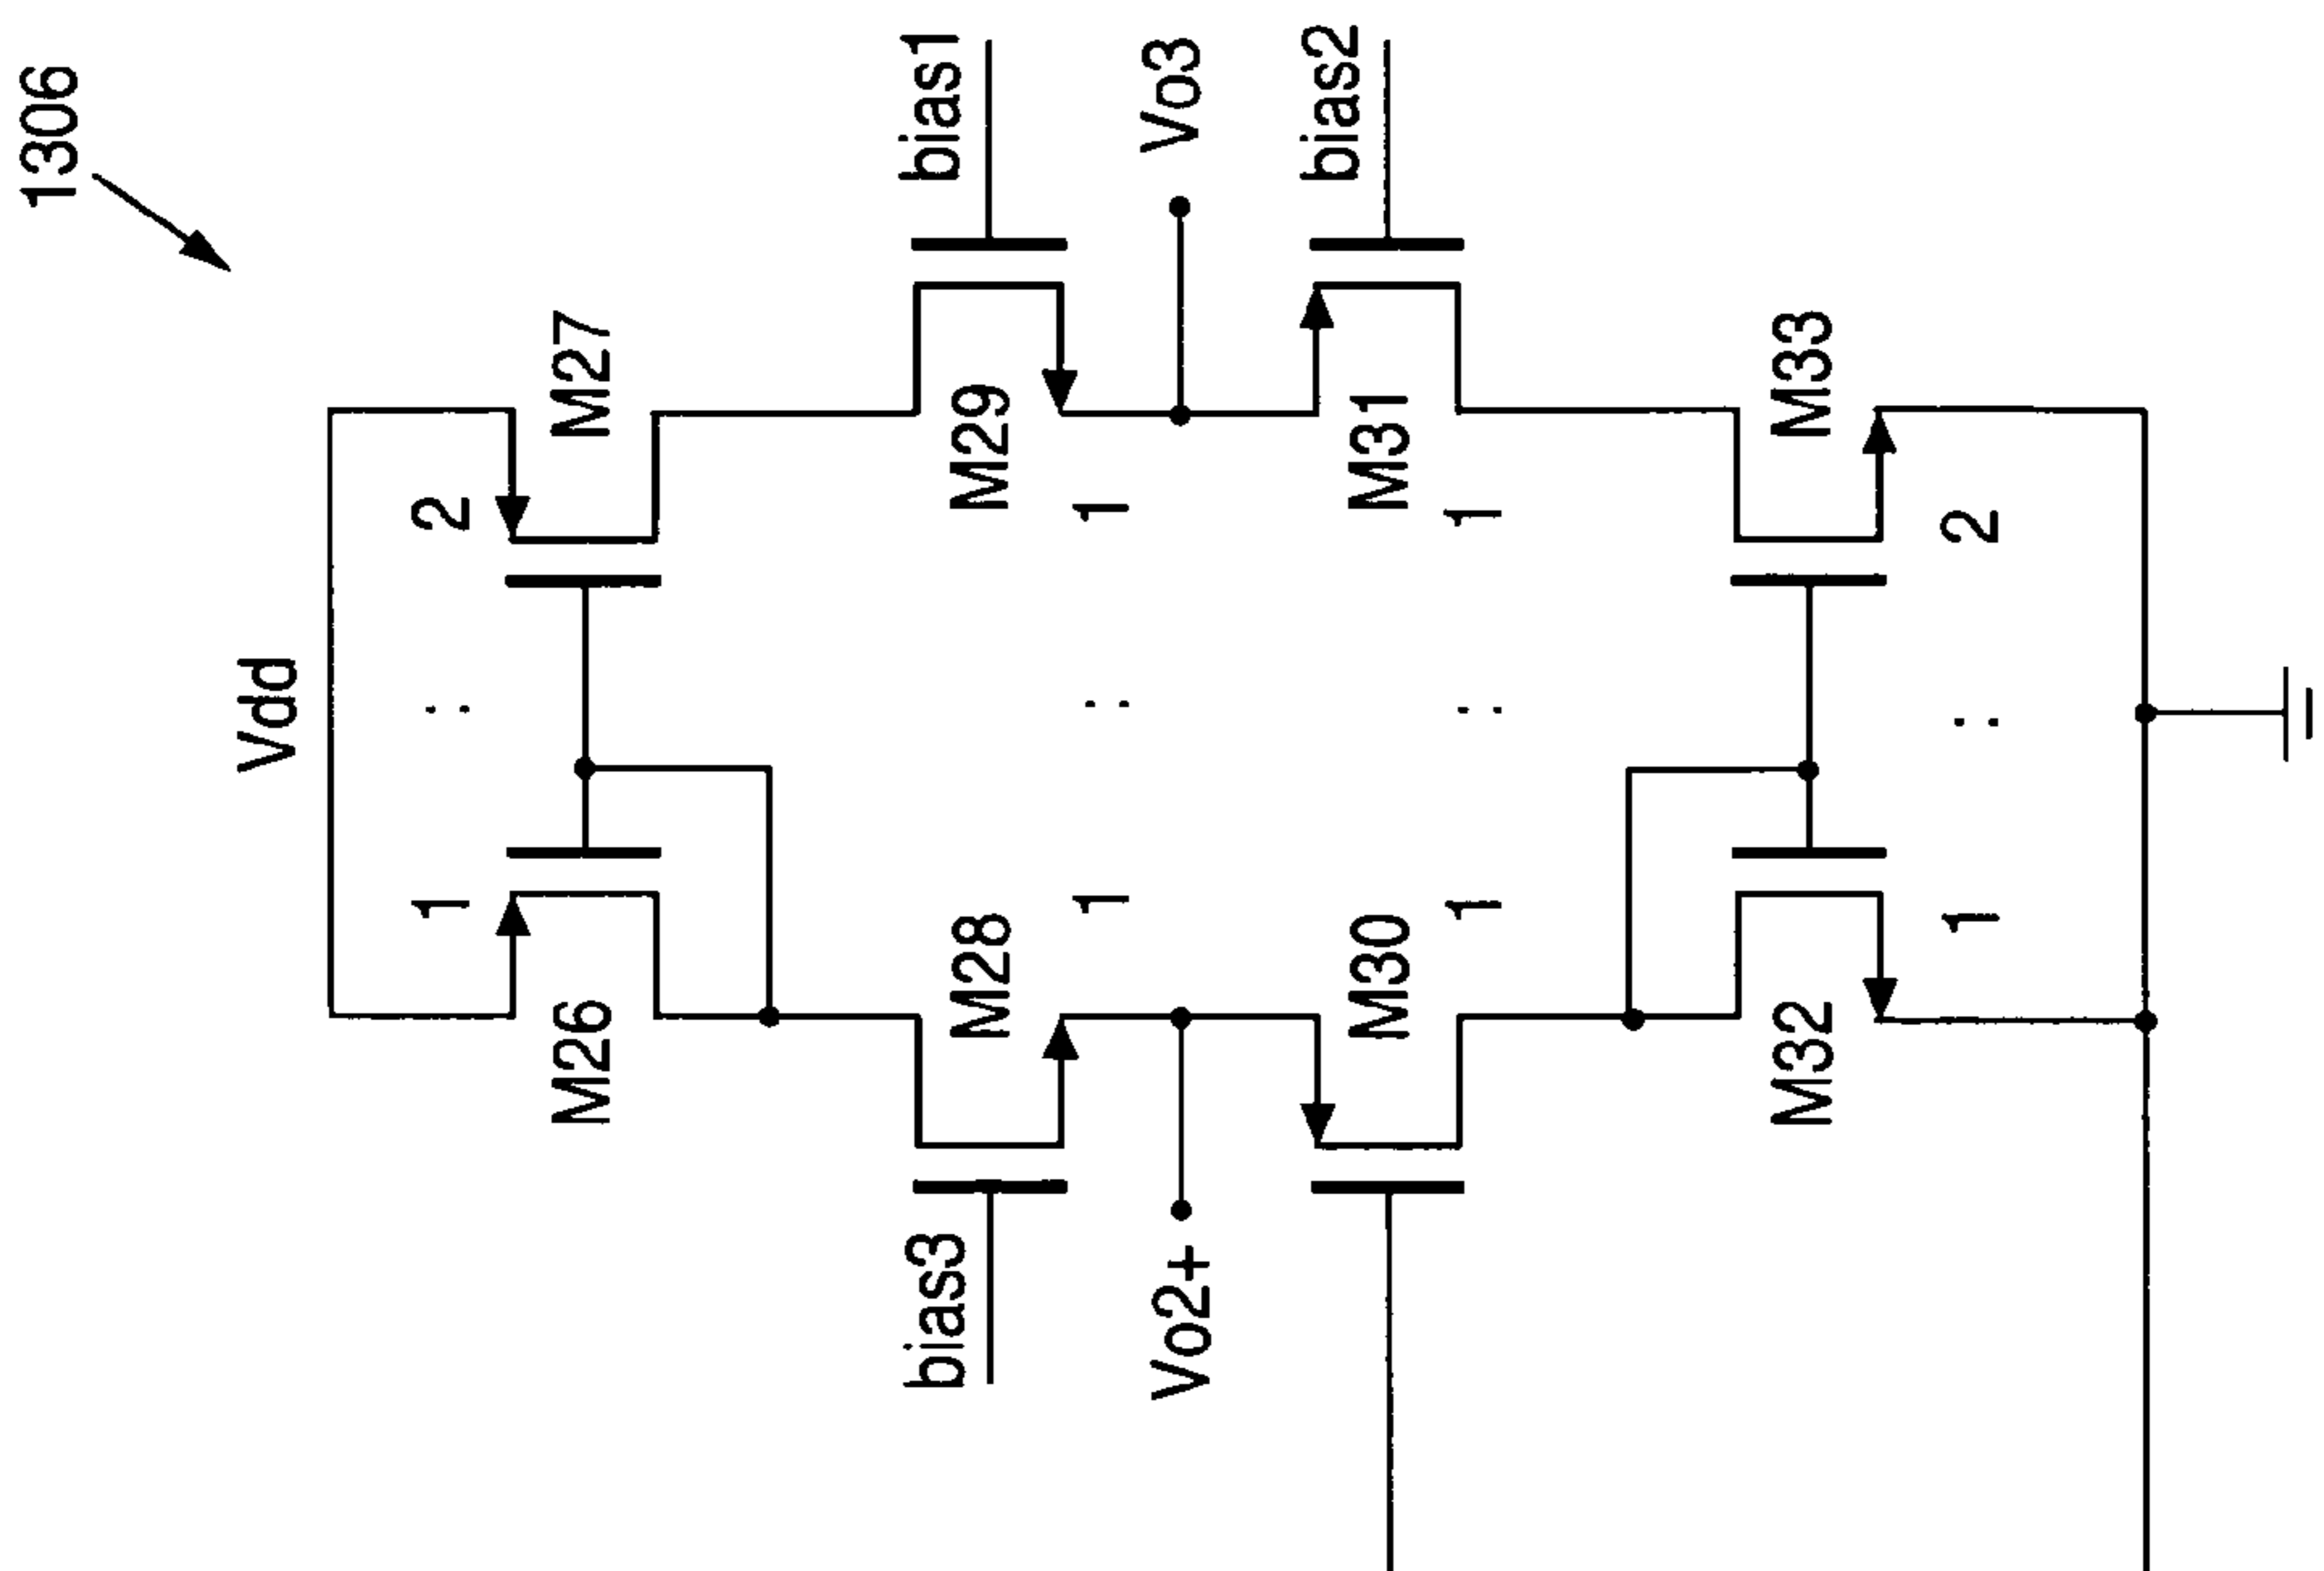 1306
Vdd
1 : 2
M26
M27
bias3
bias1
M28
M29
1 : 1
Vo2+
Vo3
bias2
M30
M31
1 : 1
M32
M33
1 : 2